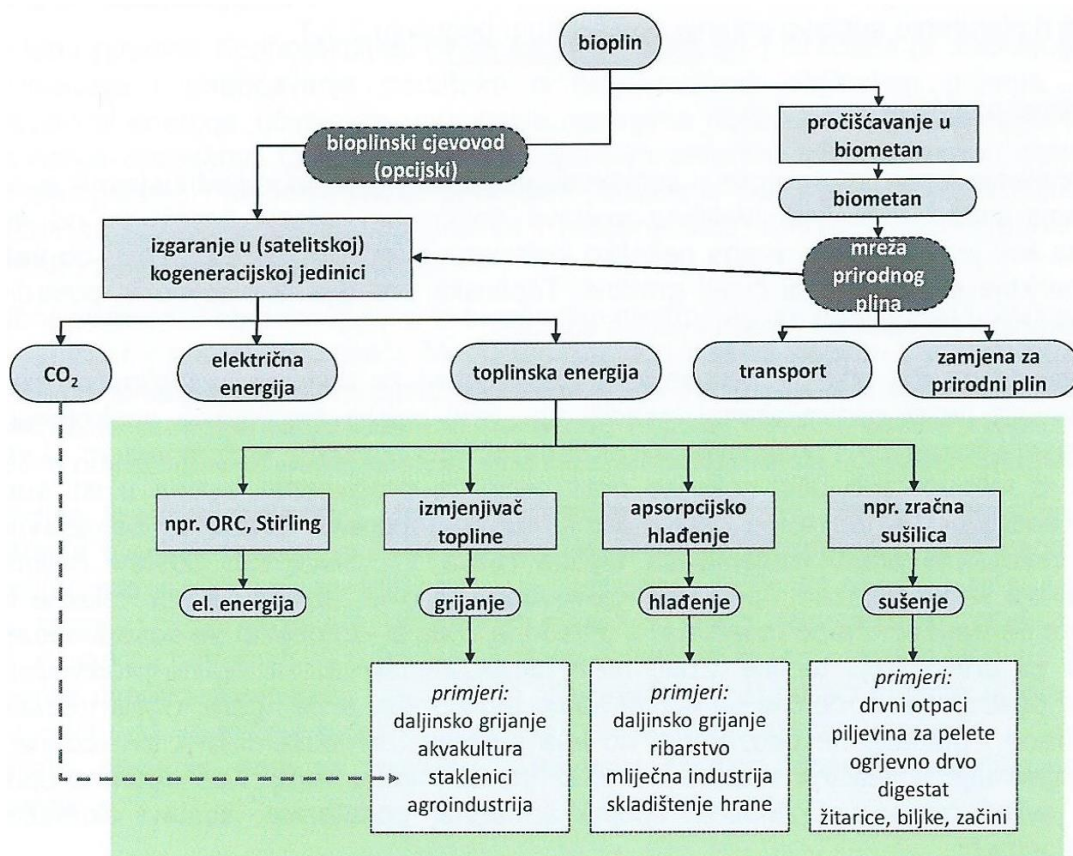 bioplin
bioplinski cjevovod
(opcijski)
pročišćavanje u
biometan
biometan
izgaranje u (satelitskoj)
kogeneracijskoj jedinici
mreža
prirodnog
plina
CO₂
električna
energija
toplinska energija
transport
zamjena za
prirodni plin
npr. ORC, Stirling
izmjenjivač
topline
apsorpcijsko
hlađenje
npr. zračna
sušilica
el. energija
grijanje
hlađenje
sušenje
primjeri:
daljinsko grijanje
akvakultura
staklenici
agroindustrija
primjeri:
daljinsko grijanje
ribarstvo
mliječna industrija
skladištenje hrane
primjeri:
drvni otpaci
piljevina za pelete
ogrjevno drvo
digestat
žitarice, biljke, začini